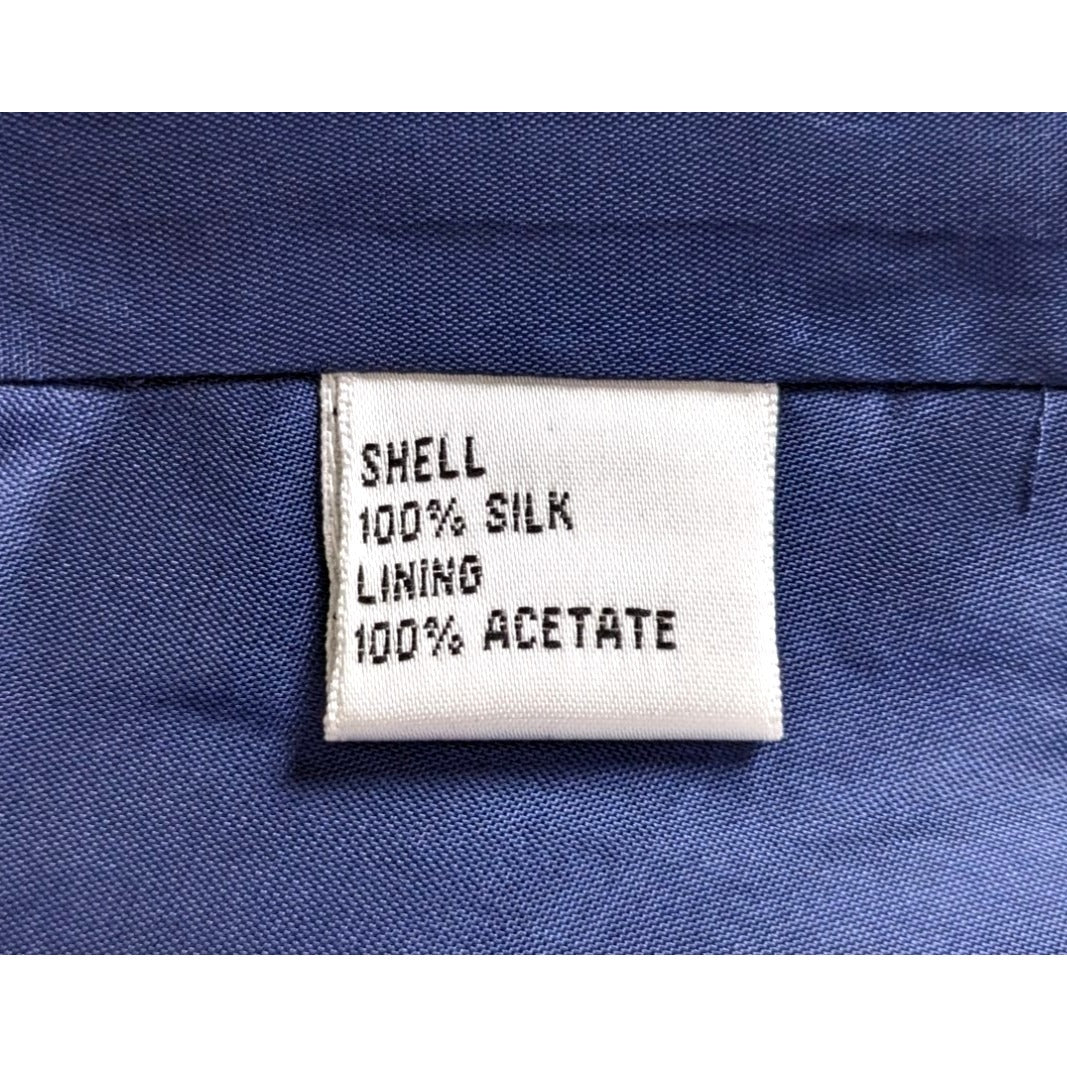 SHELL
100% SILK
LINING
100% ACETATE